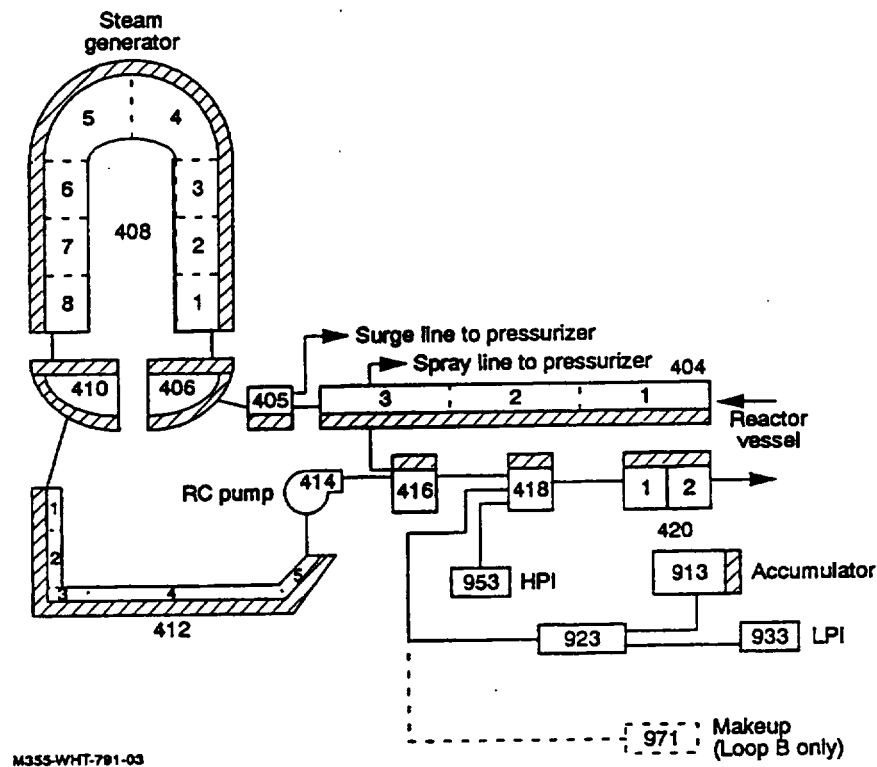 Steam
generator
5 4
6 3
408
7 2
8 1
Surge line to pressurizer
Spray line to pressurizer
404
410 406 405 3 2 1
Reactor
vessel
RC pump
414 416 418 1 2
420
1
2
3 4 5
412
953 HPI
913 Accumulator
923 933 LPI
971 Makeup
(Loop B only)
M355-WHT-791-03